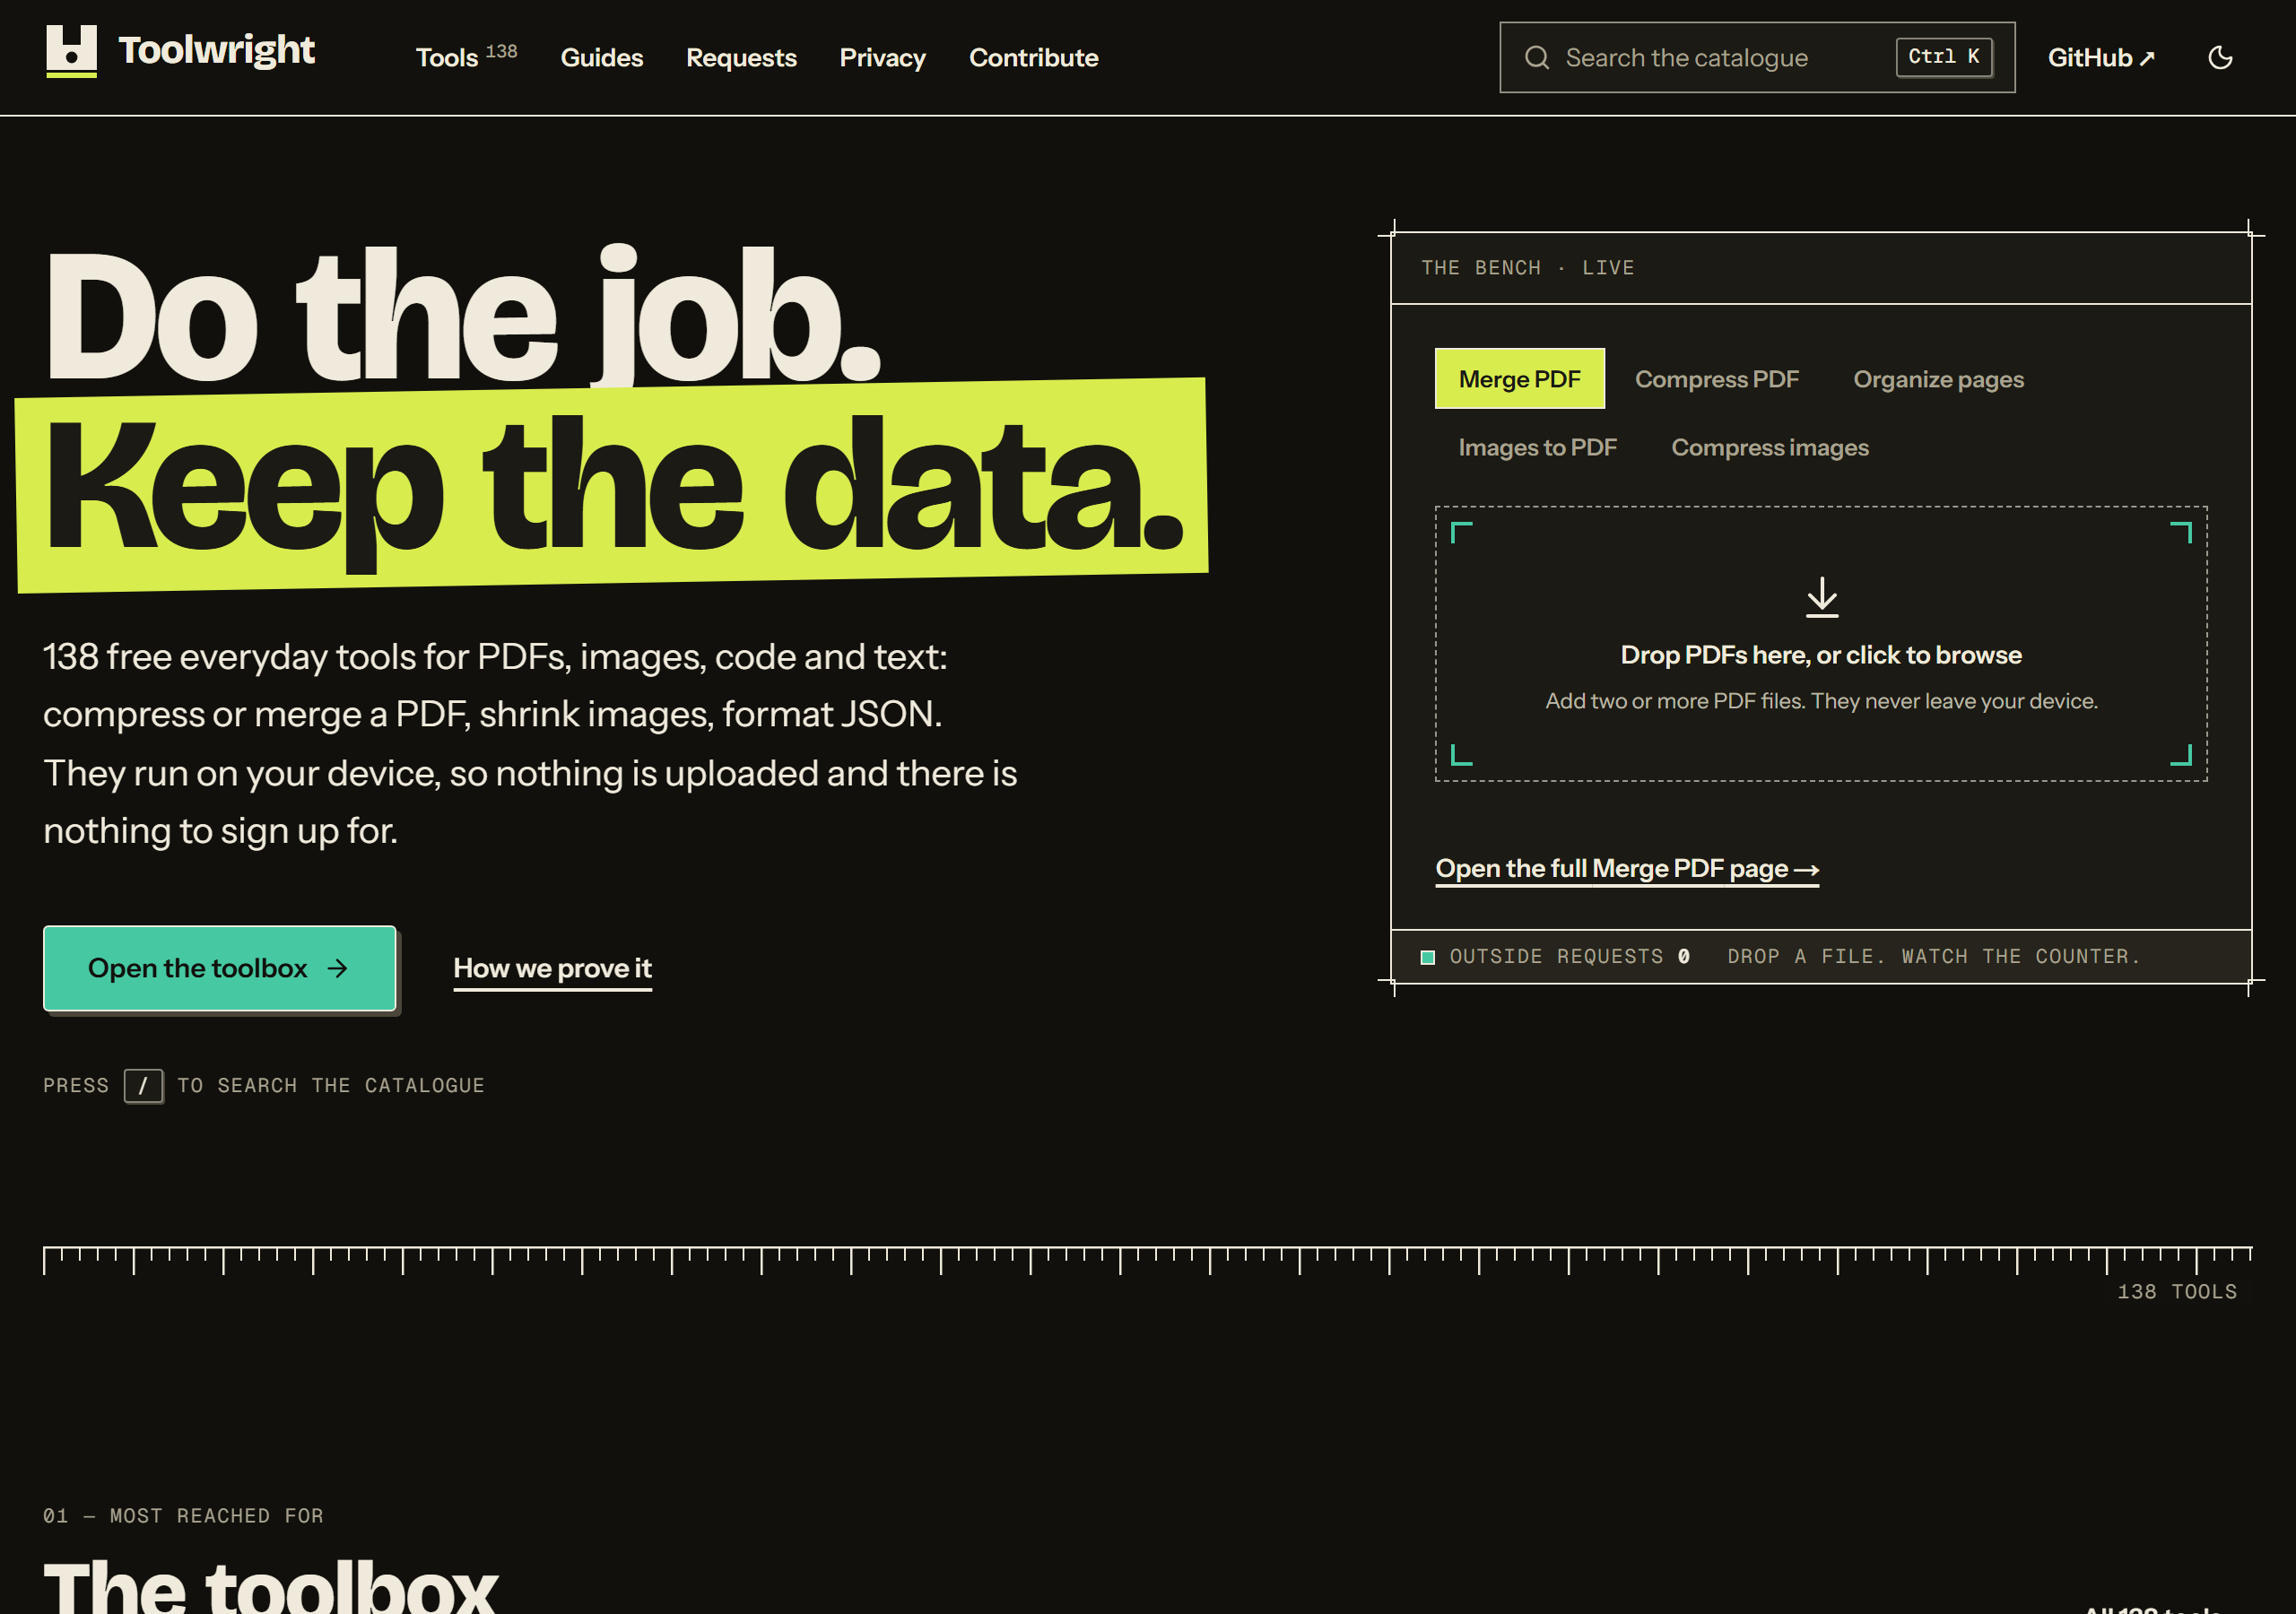 Toolwright
Tools 138
Guides
Requests
Privacy
Contribute
Search the catalogue
Ctrl K
GitHub ↗
Do the job.
Keep the data.
138 free everyday tools for PDFs, images, code and text:
compress or merge a PDF, shrink images, format JSON.
They run on your device, so nothing is uploaded and there is
nothing to sign up for.
Open the toolbox →
How we prove it
PRESS / TO SEARCH THE CATALOGUE
THE BENCH · LIVE
Merge PDF
Compress PDF
Organize pages
Images to PDF
Compress images
Drop PDFs here, or click to browse
Add two or more PDF files. They never leave your device.
Open the full Merge PDF page →
OUTSIDE REQUESTS 0
DROP A FILE. WATCH THE COUNTER.
138 TOOLS
01 — MOST REACHED FOR
The toolbox